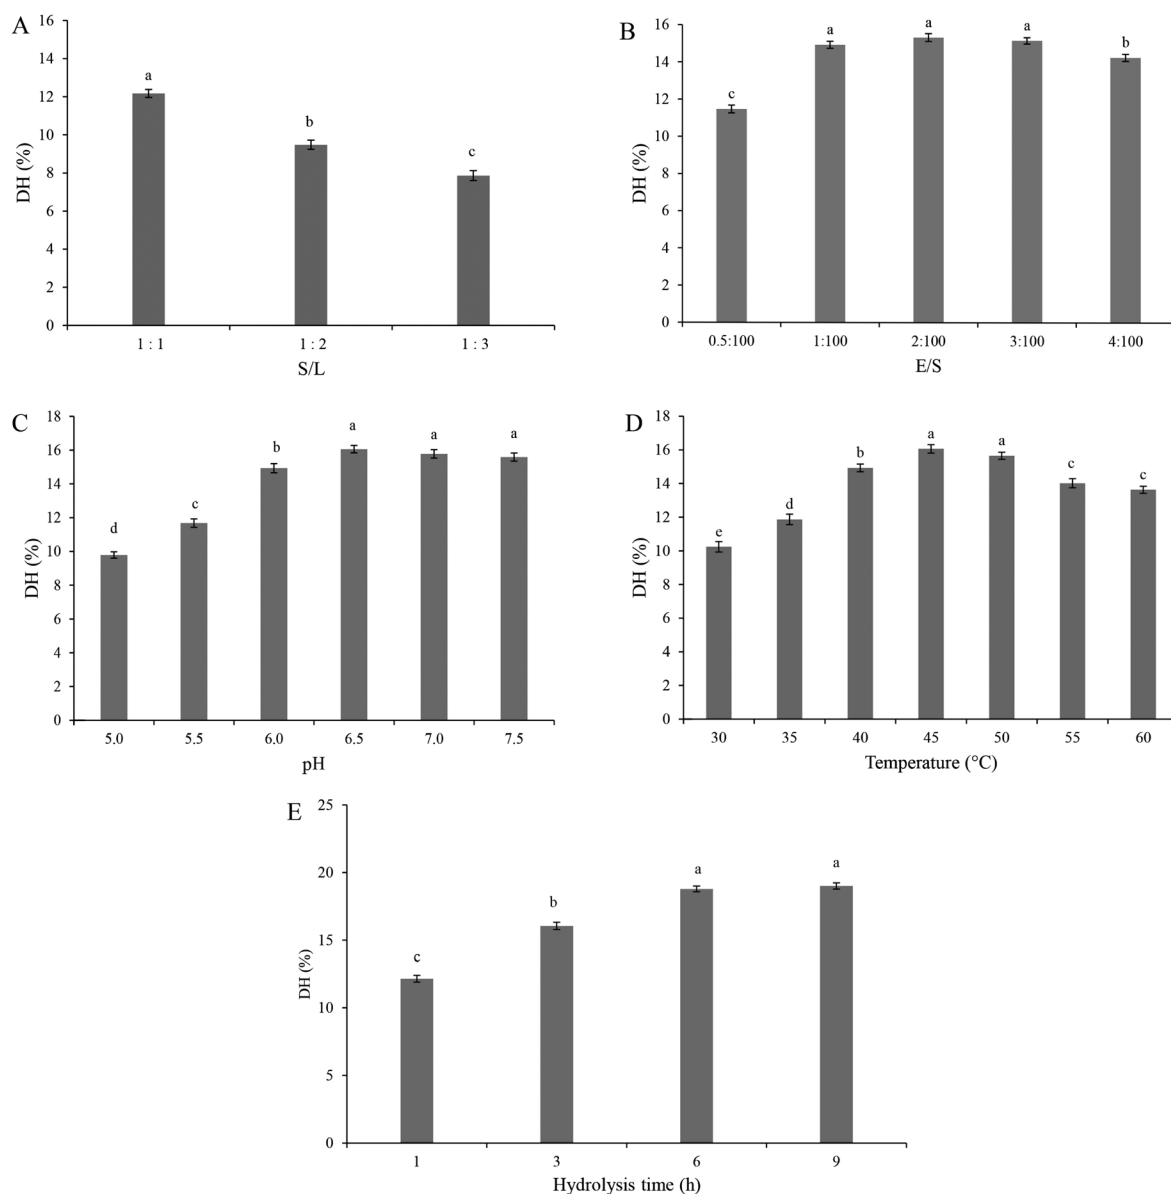 A
DH (%)
16
14
12
10
8
6
4
2
0
a
b
c
1 : 1
1 : 2
1 : 3
S/L
B
DH (%)
16
14
12
10
8
6
4
2
0
c
a
a
a
b
0.5:100
1:100
2:100
3:100
4:100
E/S
C
DH (%)
18
16
14
12
10
8
6
4
2
0
d
c
b
a
a
a
5.0
5.5
6.0
6.5
7.0
7.5
pH
D
DH (%)
18
16
14
12
10
8
6
4
2
0
e
d
b
a
a
c
c
30
35
40
45
50
55
60
Temperature (°C)
E
DH (%)
25
20
15
10
5
0
c
b
a
a
1
3
6
9
Hydrolysis time (h)